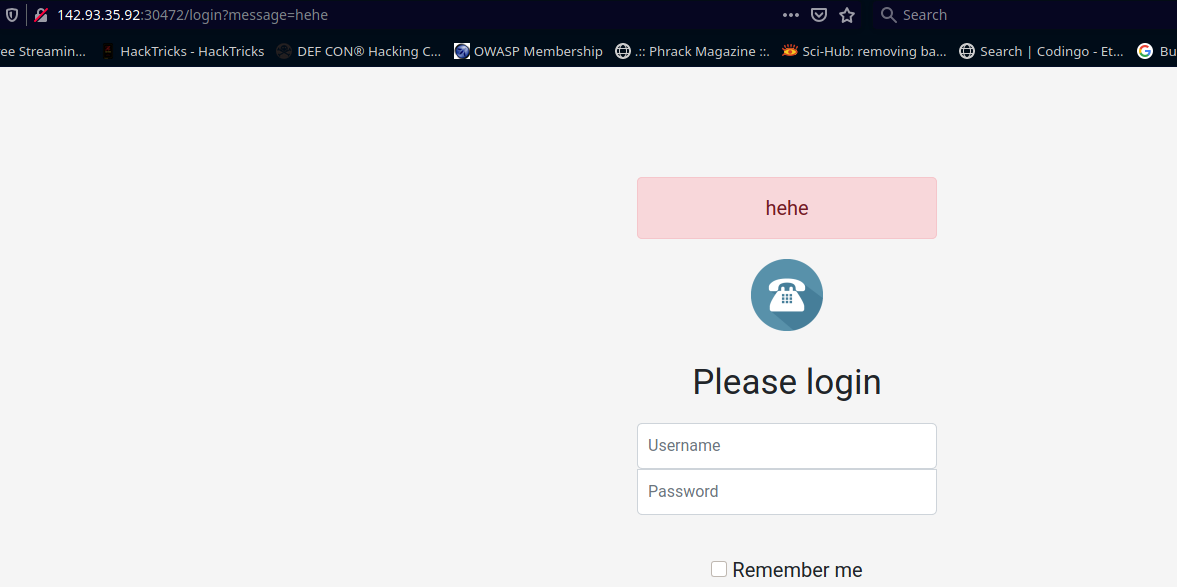 142.93.35.92:30472/login?message=hehe Search
ee Streamin... HackTricks - HackTricks DEF CON® Hacking C... OWASP Membership .:: Phrack Magazine ::. Sci-Hub: removing ba... Search | Codingo - Et... Bu
hehe
Please login
Username
Password
Remember me